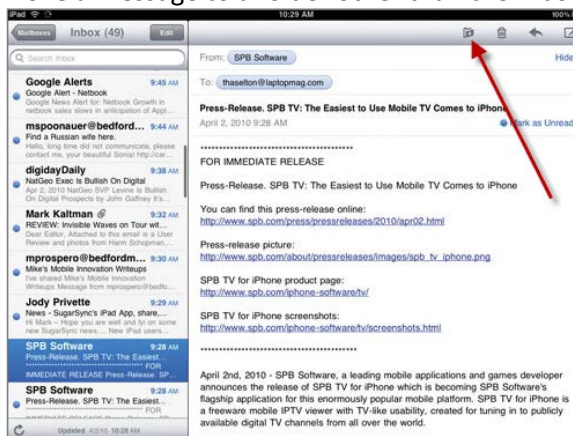 iPad 10:29 AM 100%
Mailboxes Inbox (49) Edit
Search Inbox
Google Alerts 9:45 AM
Google Alert - Netbook
Google News Alert for: Netbook Growth in
netbook sales slows in anticipation of Appl...
mspoonauer@bedford... 9:44 AM
Find a Russian wife here.
Hello, long time did not communicate, please
contact me, your beautiful Sonia! http://car...
digidayDaily 9:38 AM
NatGeo Exec Is Bullish On Digital
Apr 2, 2010 NatGeo SVP Levine Is Bullish
On Digital Prospects by John Gaffney It's...
Mark Kaltman 9:32 AM
REVIEW: Invisible Waves on Tour wit...
Dear Editor, Attached to this email is a User
Review and photos from Harm Schopman...
mprospero@bedfordm... 9:30 AM
Mike's Mobile Innovation Writeups
I've shared Mike's Mobile Innovation
Writeups Message from mprospero@bedfo...
Jody Privette 9:29 AM
News - SugarSync's iPad App, share,...
Hi Mark – Hope you are well and fyi on some
new SugarSync news.... New iPad users...
SPB Software 9:28 AM
Press-Release. SPB TV: The Easiest...
******************************************** FOR
IMMEDIATE RELEASE Press-Release. SP...
SPB Software 9:28 AM
Press-Release. SPB TV: The Easiest...
******************************************** FOR
Updated 4/2/10 10:28 AM
From: SPB Software Hide
To: thaselton@laptopmag.com
Press-Release. SPB TV: The Easiest to Use Mobile TV Comes to iPhone
April 2, 2010 9:28 AM Mark as Unread
********************************************
FOR IMMEDIATE RELEASE
Press-Release. SPB TV: The Easiest to Use Mobile TV Comes to iPhone
You can find this press-release online:
http://www.spb.com/press/pressreleases/2010/apr02.html
Press-release picture:
http://www.spb.com/about/pressreleases/images/spb_tv_iphone.png
SPB TV for iPhone product page:
http://www.spb.com/iphone-software/tv/
SPB TV for iPhone screenshots:
http://www.spb.com/iphone-software/tv/screenshots.html
********************************************
April 2nd, 2010 - SPB Software, a leading mobile applications and games developer
announces the release of SPB TV for iPhone which is becoming SPB Software's
flagship application for this enormously popular mobile platform. SPB TV for iPhone is
a freeware mobile IPTV viewer with TV-like usability, created for tuning in to publicly
available digital TV channels from all over the world.